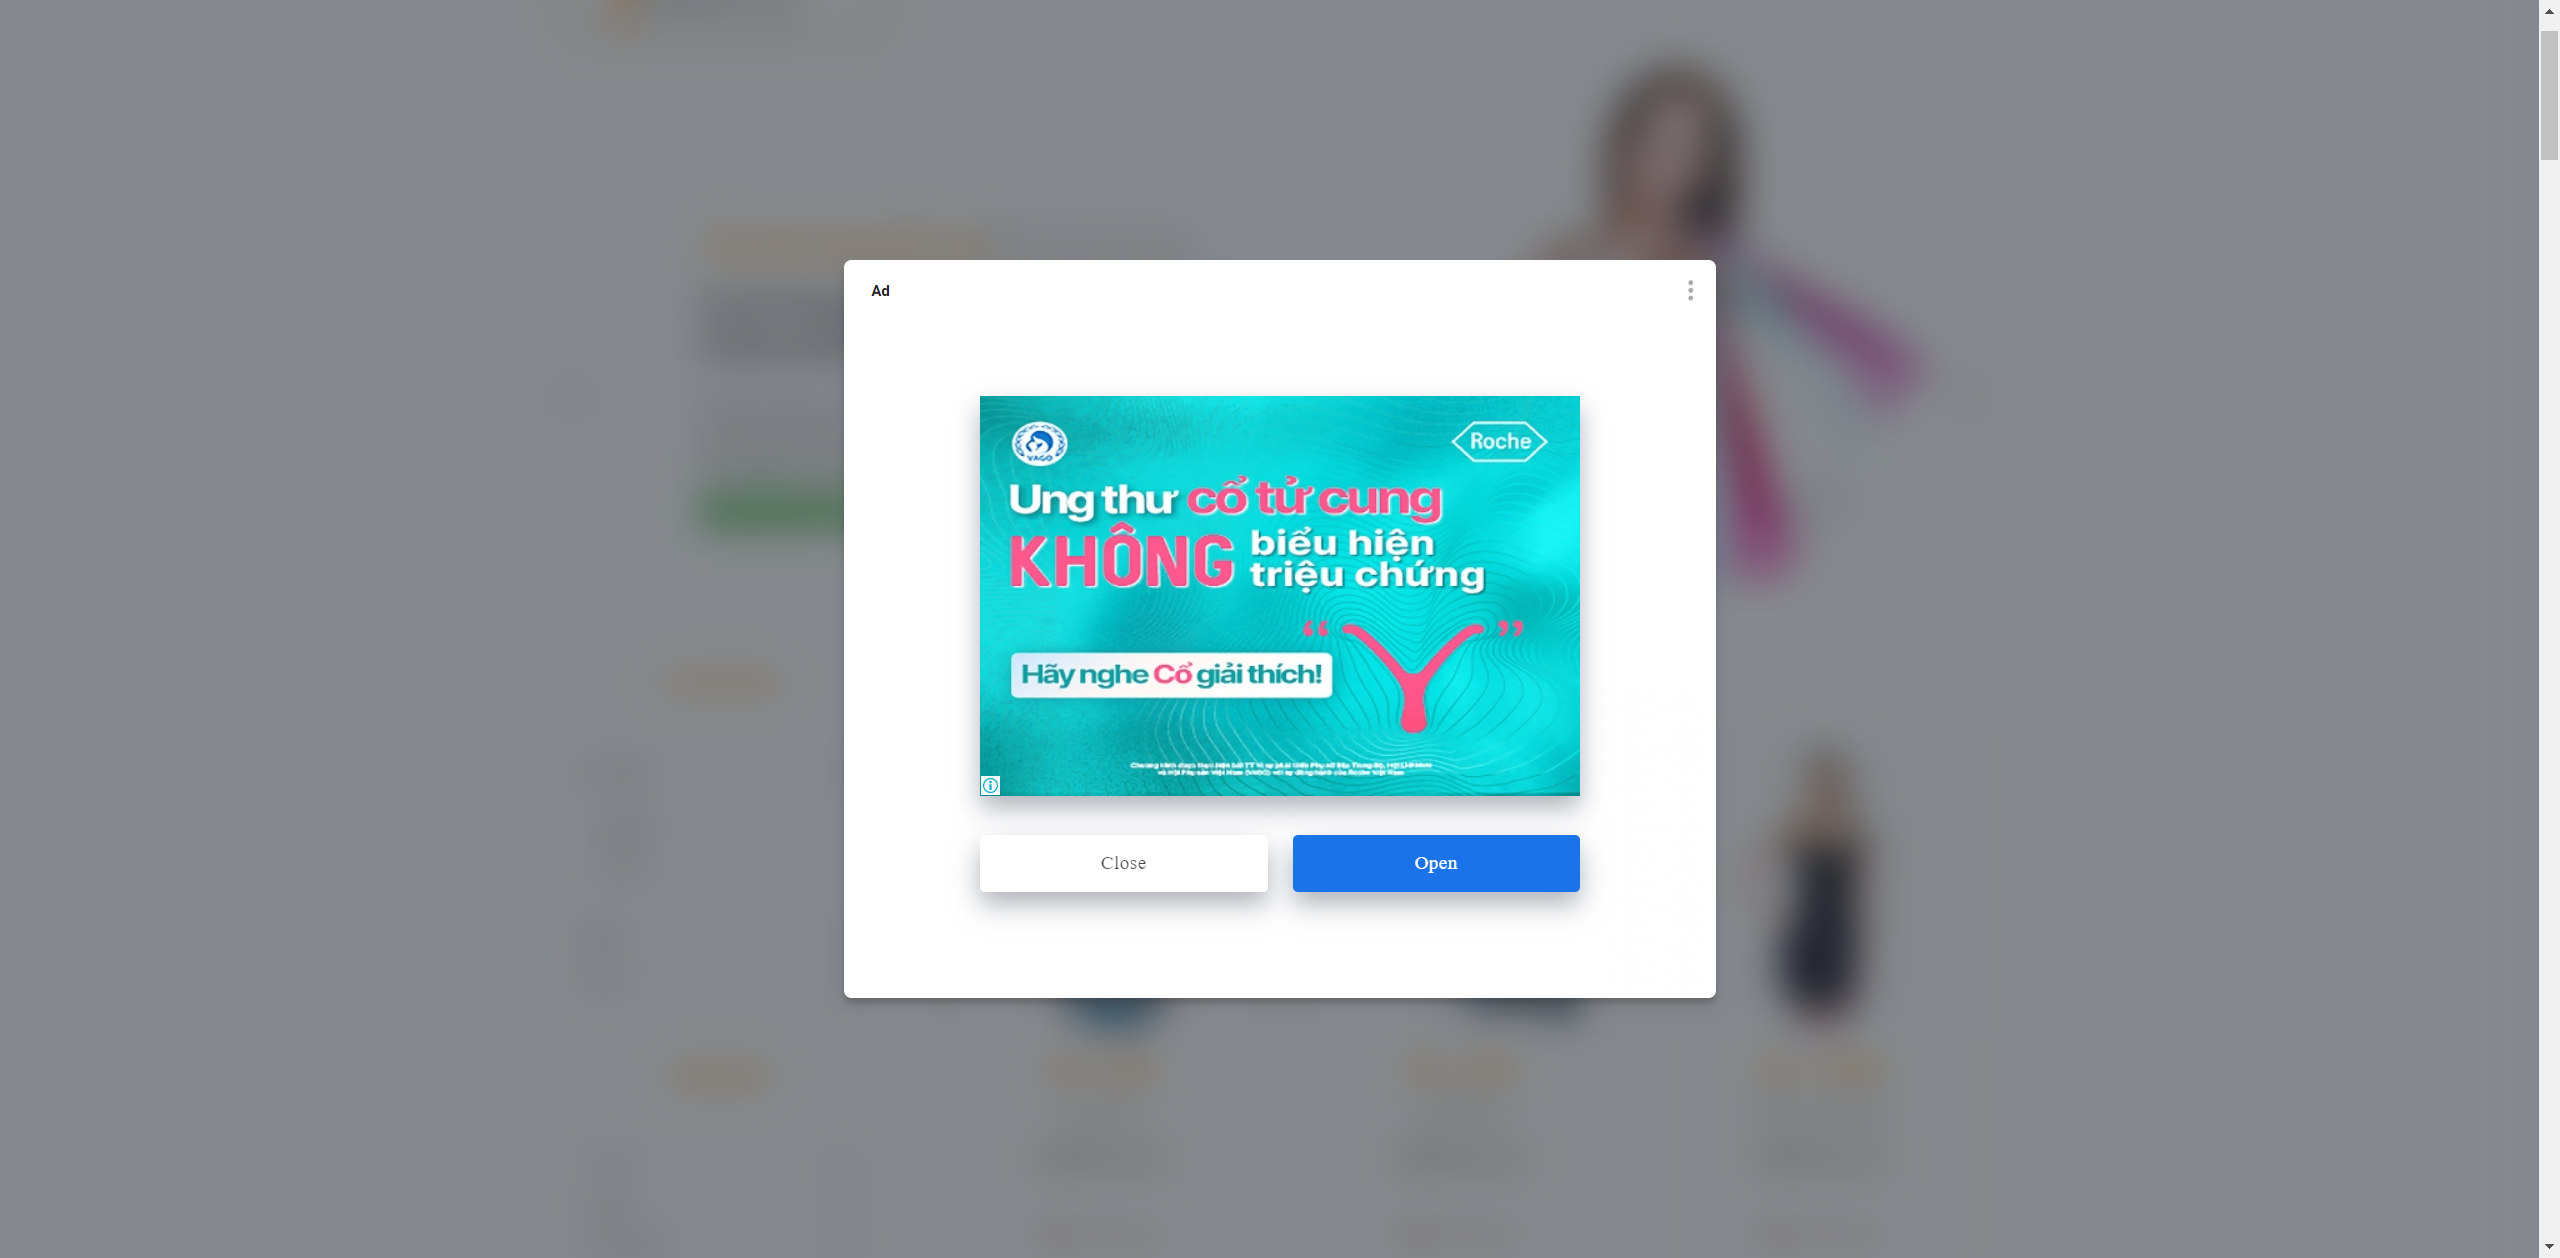 Ad
VAGO
Roche
Ung thư cổ tử cung
KHÔNG biểu hiện
triệu chứng
“ ”
Hãy nghe Cổ giải thích!
Close
Open